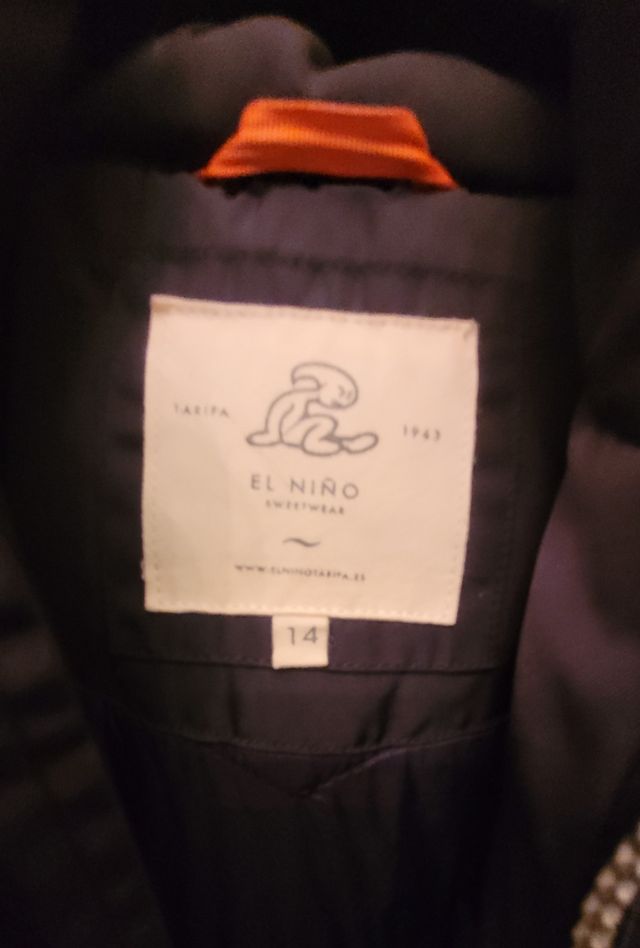 TARIFA
1963
EL NIÑO
SWEETWEAR
~
WWW.ELNINOTARIFA.ES
14